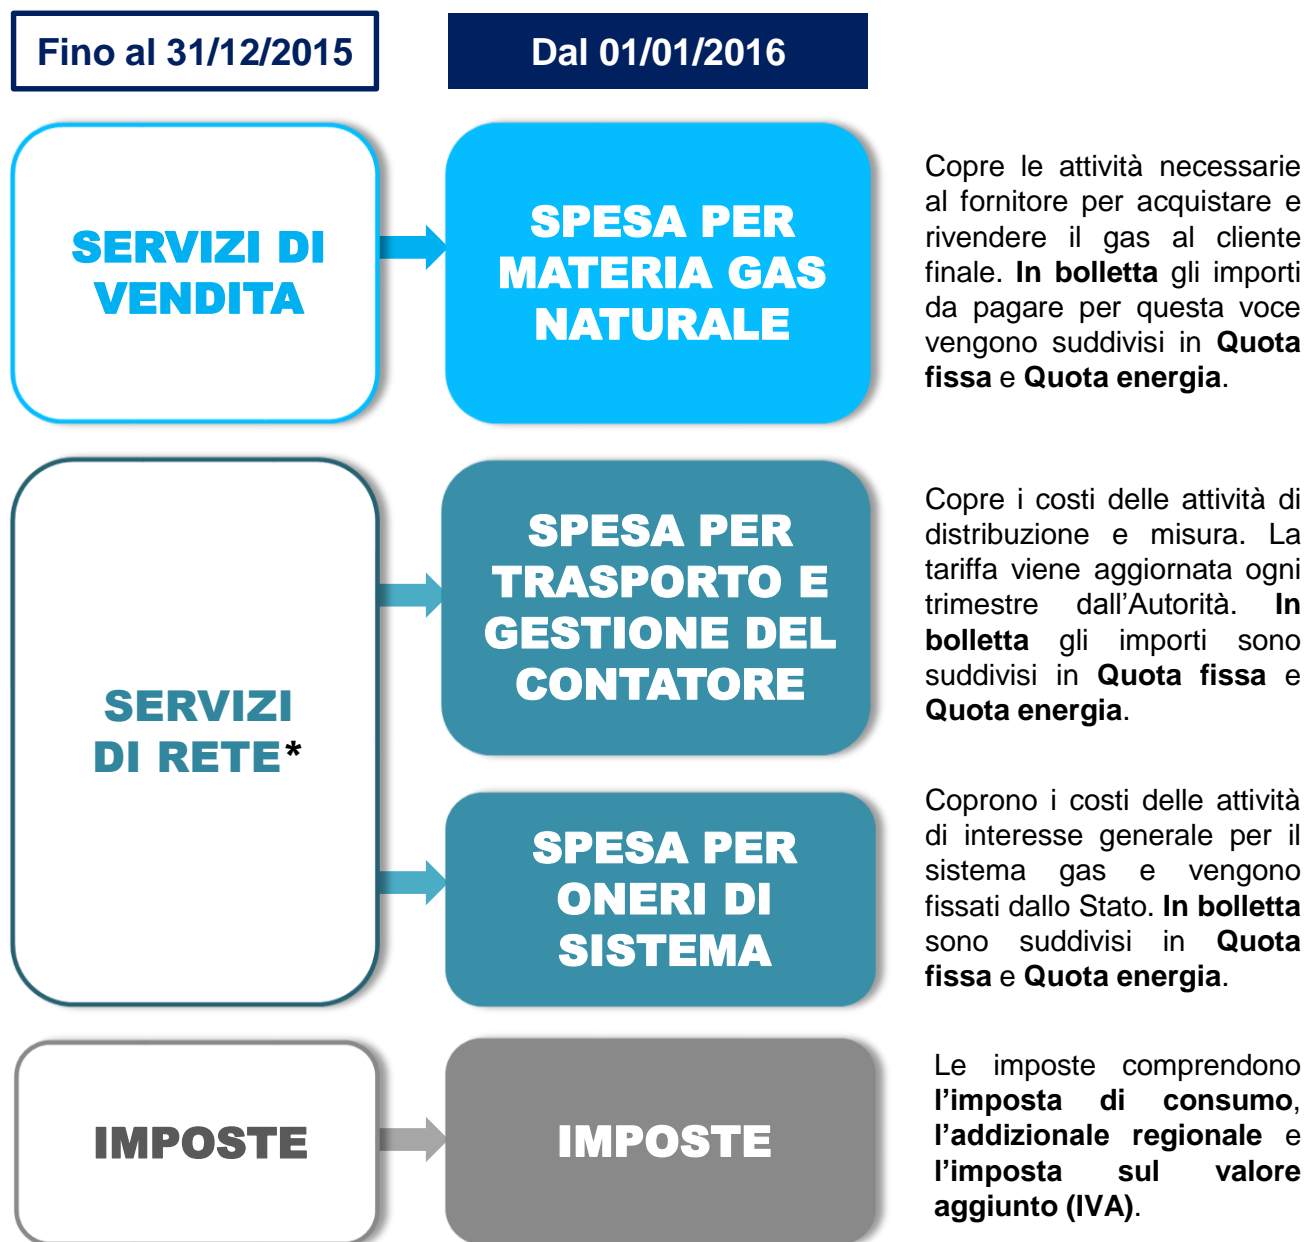 Fino al 31/12/2015
Dal 01/01/2016
SERVIZI DI
VENDITA
SPESA PER
MATERIA GAS
NATURALE
Copre le attività necessarie
al fornitore per acquistare e
rivendere il gas al cliente
finale. In bolletta gli importi
da pagare per questa voce
vengono suddivisi in Quota
fissa e Quota energia.
SERVIZI
DI RETE*
SPESA PER
TRASPORTO E
GESTIONE DEL
CONTATORE
Copre i costi delle attività di
distribuzione e misura. La
tariffa viene aggiornata ogni
trimestre dall’Autorità. In
bolletta gli importi sono
suddivisi in Quota fissa e
Quota energia.
SPESA PER
ONERI DI
SISTEMA
Coprono i costi delle attività
di interesse generale per il
sistema gas e vengono
fissati dallo Stato. In bolletta
sono suddivisi in Quota
fissa e Quota energia.
IMPOSTE
IMPOSTE
Le imposte comprendono
l’imposta di consumo,
l’addizionale regionale e
l’imposta sul valore
aggiunto (IVA).